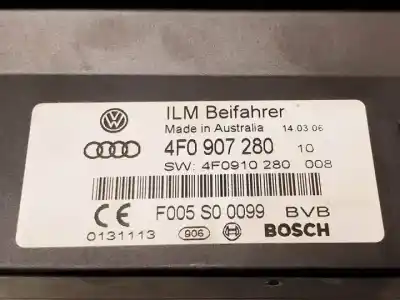 ILM Beifahrer
Made in Australia 14.03.06
4F0 907 280 10
SW: 4F0910 280 008
CE F005 S0 0099 BVB
0131113 906 BOSCH